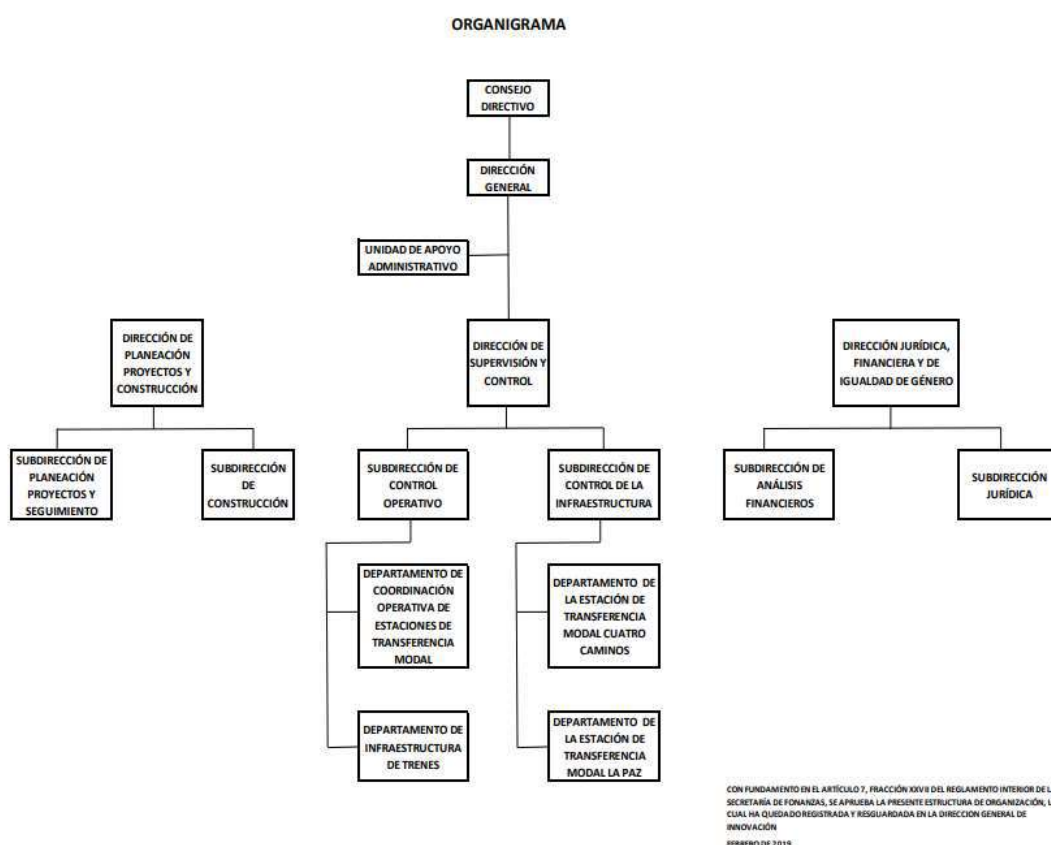 ORGANIGRAMA
CONSEJO
DIRECTIVO
DIRECCIÓN
GENERAL
UNIDAD DE APOYO
ADMINISTRATIVO
DIRECCIÓN DE
PLANEACIÓN
PROYECTOS Y
CONSTRUCCIÓN
DIRECCIÓN DE
SUPERVISIÓN Y
CONTROL
DIRECCIÓN JURÍDICA,
FINANCIERA Y DE
IGUALDAD DE GÉNERO
SUBDIRECCIÓN DE
PLANEACIÓN
PROYECTOS Y
SEGUIMIENTO
SUBDIRECCIÓN
DE
CONSTRUCCIÓN
SUBDIRECCIÓN DE
CONTROL
OPERATIVO
SUBDIRECCIÓN DE
CONTROL DE LA
INFRAESTRUCTURA
SUBDIRECCIÓN DE
ANÁLISIS
FINANCIEROS
SUBDIRECCIÓN
JURÍDICA
DEPARTAMENTO DE
COORDINACIÓN
OPERATIVA DE
ESTACIONES DE
TRANSFERENCIA
MODAL
DEPARTAMENTO DE
LA ESTACIÓN DE
TRANSFERENCIA
MODAL CUATRO
CAMINOS
DEPARTAMENTO DE
INFRAESTRUCTURA
DE TRENES
DEPARTAMENTO DE
LA ESTACIÓN DE
TRANSFERENCIA
MODAL LA PAZ
CON FUNDAMENTO EN EL ARTÍCULO 7, FRACCIÓN XXVII DEL REGLAMENTO INTERIOR DE L
SECRETARÍA DE FONANZAS, SE APRUEBA LA PRESENTE ESTRUCTURA DE ORGANIZACIÓN, L
CUAL HA QUEDADO REGISTRADA Y RESGUARDADA EN LA DIRECCION GENERAL DE
INNOVACIÓN
FEBRERO DE 2019